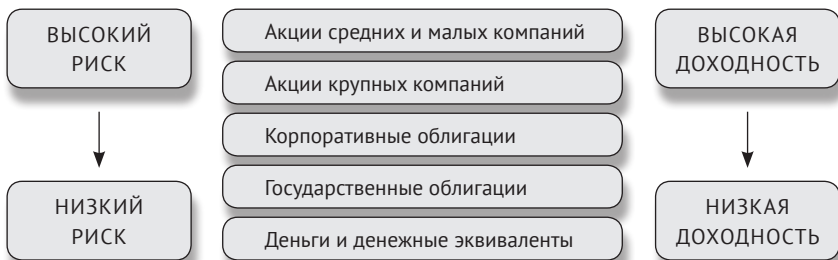 ВЫСОКИЙ
РИСК
НИЗКИЙ
РИСК
Акции средних и малых компаний
Акции крупных компаний
Корпоративные облигации
Государственные облигации
Деньги и денежные эквиваленты
ВЫСОКАЯ
ДОХОДНОСТЬ
НИЗКАЯ
ДОХОДНОСТЬ